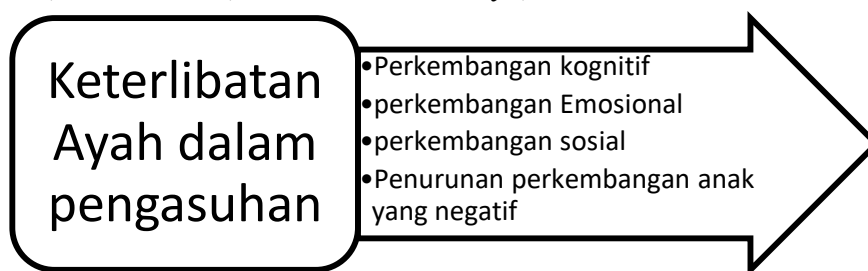 Keterlibatan
Ayah dalam
pengasuhan
•Perkembangan kognitif
•perkembangan Emosional
•perkembangan sosial
•Penurunan perkembangan anak
yang negatif